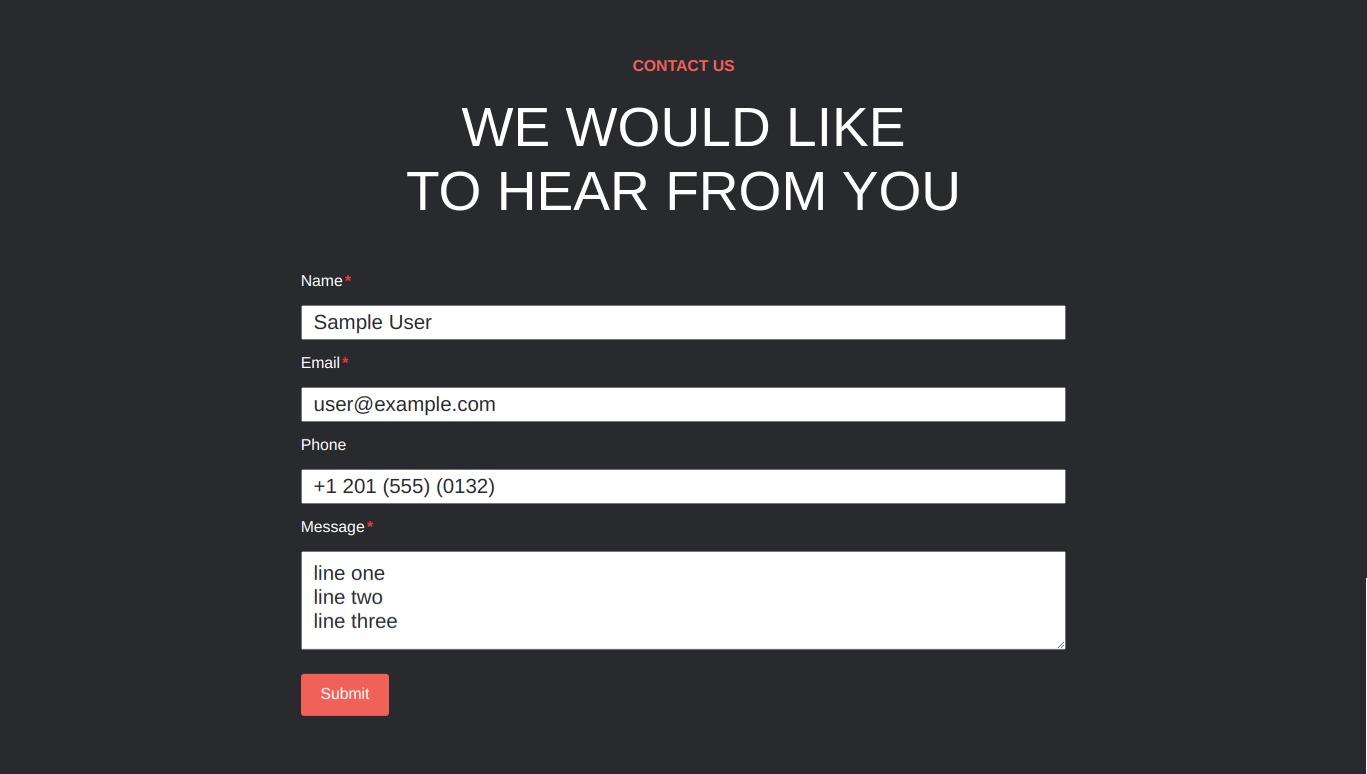 CONTACT US
WE WOULD LIKE
TO HEAR FROM YOU
Name*
Sample User
Email*
user@example.com
Phone
+1 201 (555) (0132)
Message*
line one
line two
line three
Submit